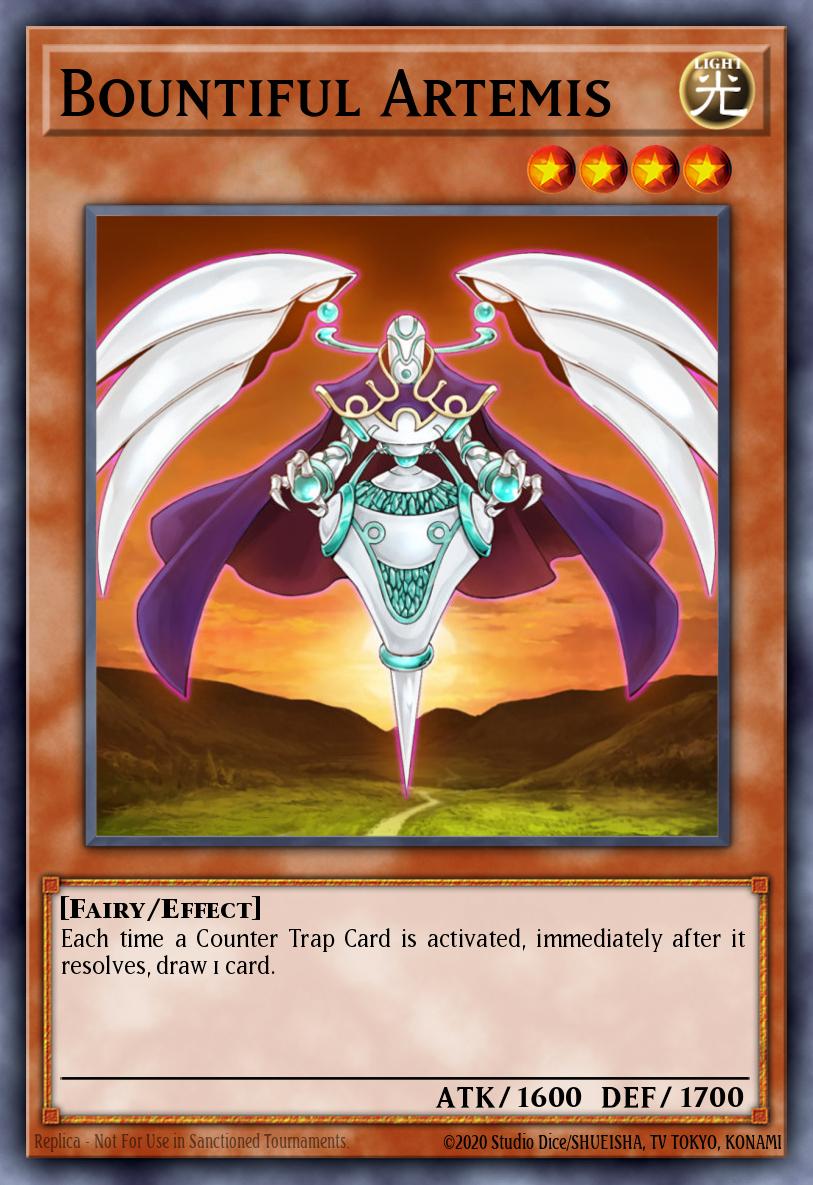 Bountiful Artemis
LIGHT
光
[Fairy/Effect]
Each time a Counter Trap Card is activated, immediately after it
resolves, draw 1 card.
ATK/1600 DEF/1700
Replica - Not For Use in Sanctioned Tournaments.
©2020 Studio Dice/SHUEISHA, TV TOKYO, KONAMI